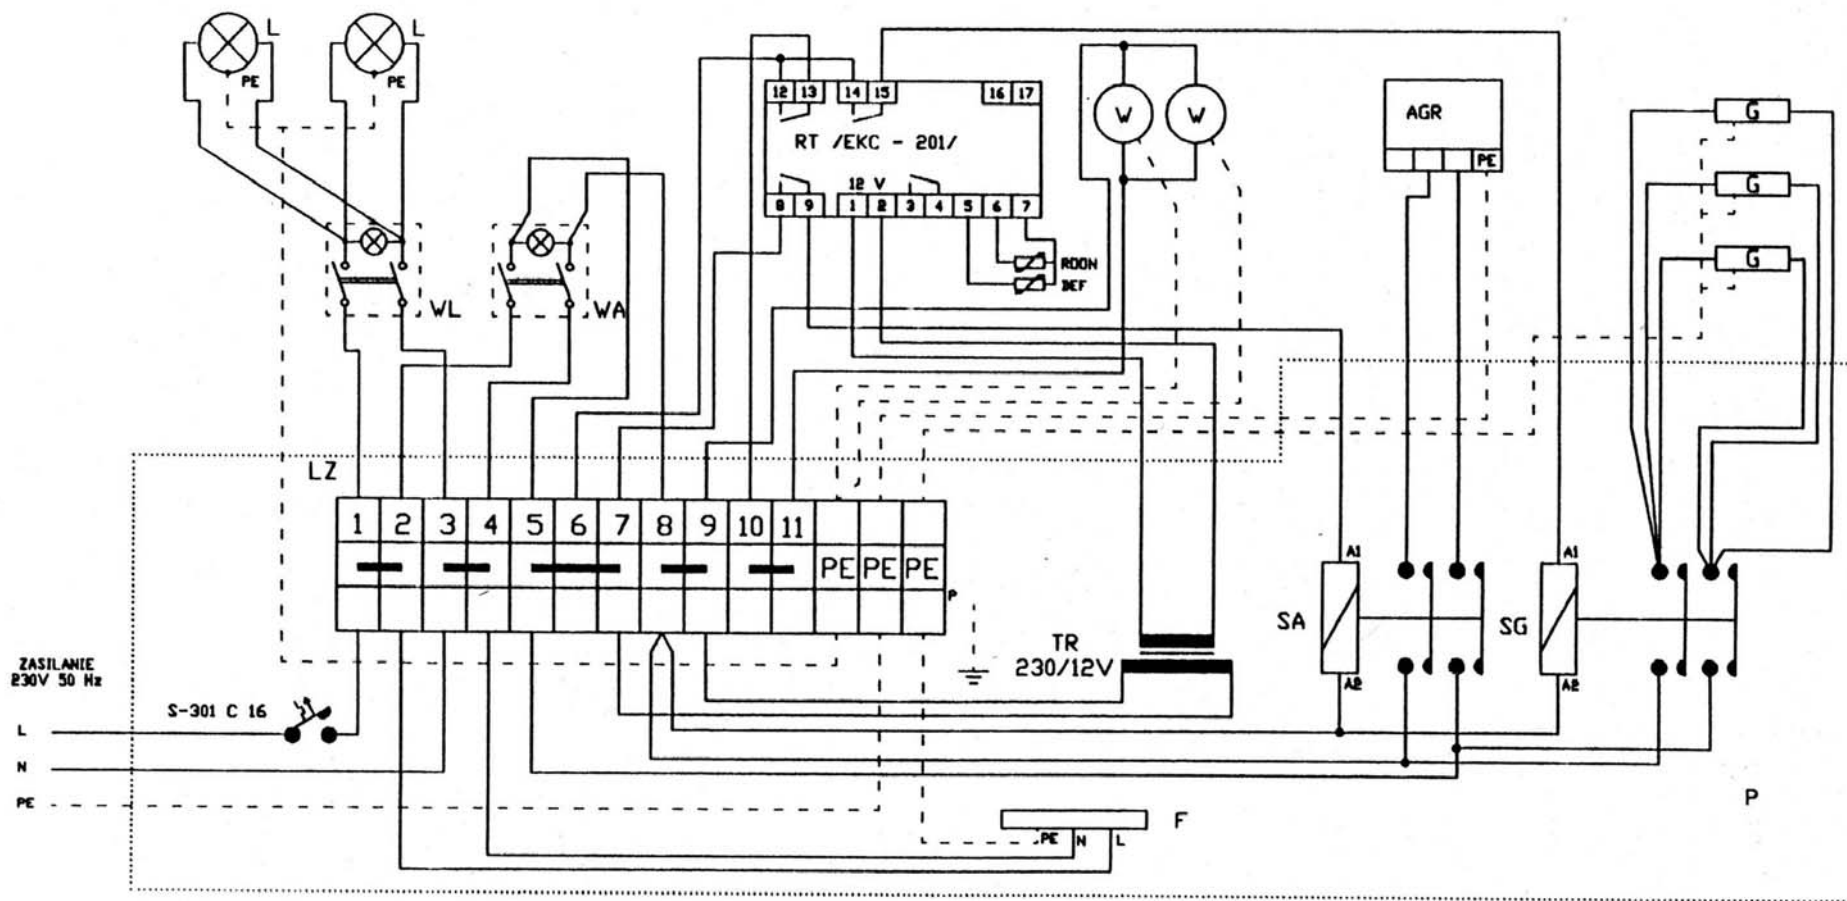 L
L
PE
PE
12 13 14 15 16 17
RT /EKC - 201/
12 V
8 9 1 2 3 4 5 6 7
W
W
AGR
PE
G
G
G
ROOM
DEF
WL
WA
LZ
1 2 3 4 5 6 7 8 9 10 11
PE PE PE
P
A1
A1
SA
SG
A2
A2
TR
230/12V
ZASILANIE
230V 50 Hz
S-301 C 16
L
N
PE
P
F
PE N L